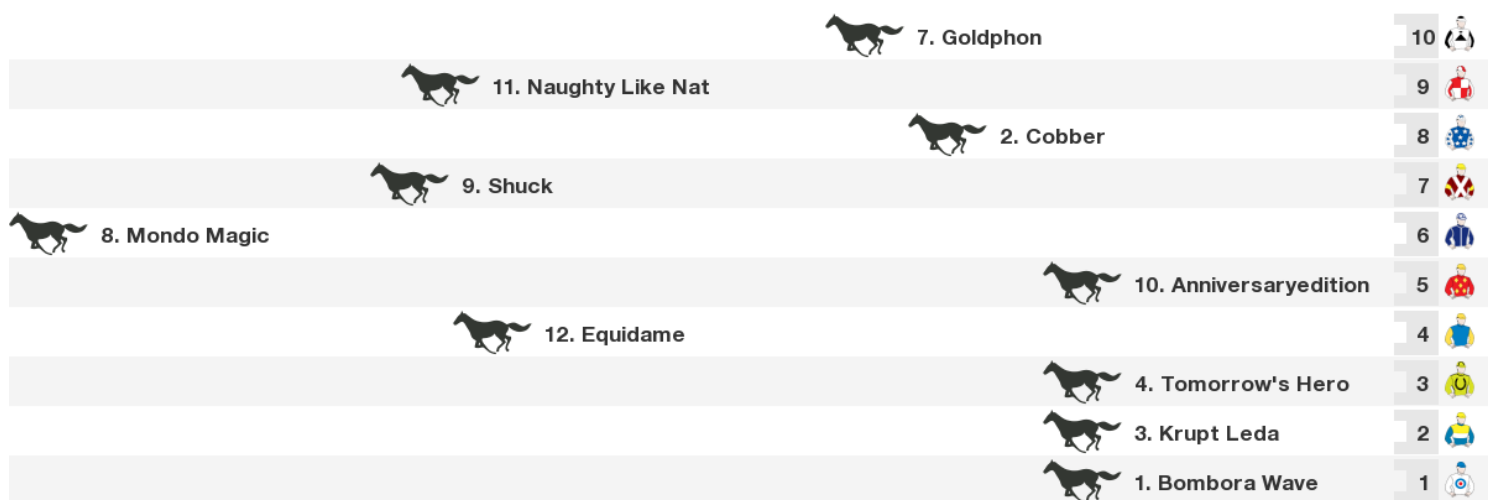 7. Goldphon 10
11. Naughty Like Nat 9
2. Cobber 8
9. Shuck 7
8. Mondo Magic 6
10. Anniversaryedition 5
12. Equidame 4
4. Tomorrow's Hero 3
3. Krupt Leda 2
1. Bombora Wave 1